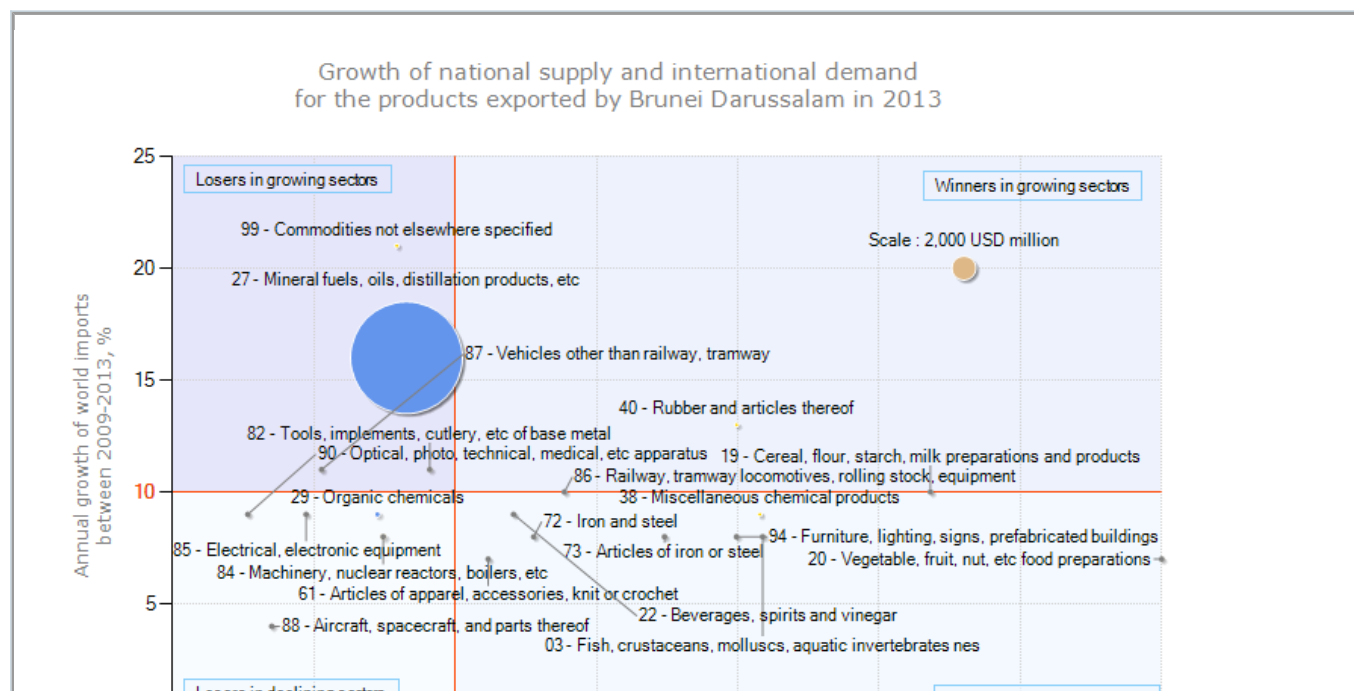 Growth of national supply and international demand
for the products exported by Brunei Darussalam in 2013
Annual growth of world imports
between 2009-2013, %
25
20
15
10
5
Losers in growing sectors
Winners in growing sectors
99 - Commodities not elsewhere specified
Scale : 2,000 USD million
27 - Mineral fuels, oils, distillation products, etc
87 - Vehicles other than railway, tramway
40 - Rubber and articles thereof
82 - Tools, implements, cutlery, etc of base metal
90 - Optical, photo, technical, medical, etc apparatus
19 - Cereal, flour, starch, milk preparations and products
86 - Railway, tramway locomotives, rolling stock, equipment
29 - Organic chemicals
38 - Miscellaneous chemical products
72 - Iron and steel
94 - Furniture, lighting, signs, prefabricated buildings
85 - Electrical, electronic equipment
73 - Articles of iron or steel
20 - Vegetable, fruit, nut, etc food preparations
84 - Machinery, nuclear reactors, boilers, etc
61 - Articles of apparel, accessories, knit or crochet
22 - Beverages, spirits and vinegar
88 - Aircraft, spacecraft, and parts thereof
03 - Fish, crustaceans, molluscs, aquatic invertebrates nes
Losers in declining sectors